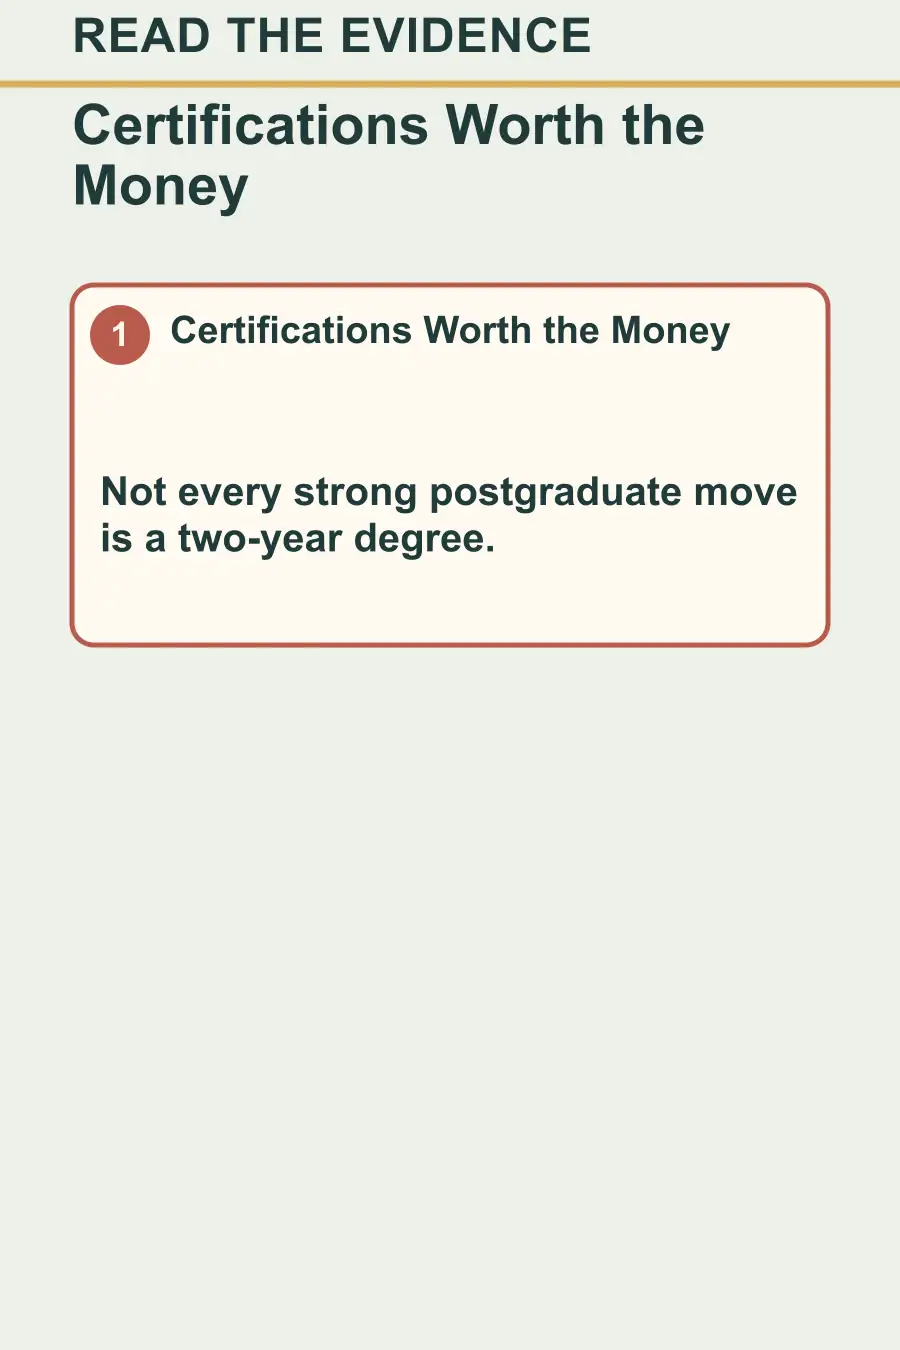 READ THE EVIDENCE
Certifications Worth the
Money
1 Certifications Worth the Money
Not every strong postgraduate move
is a two-year degree.